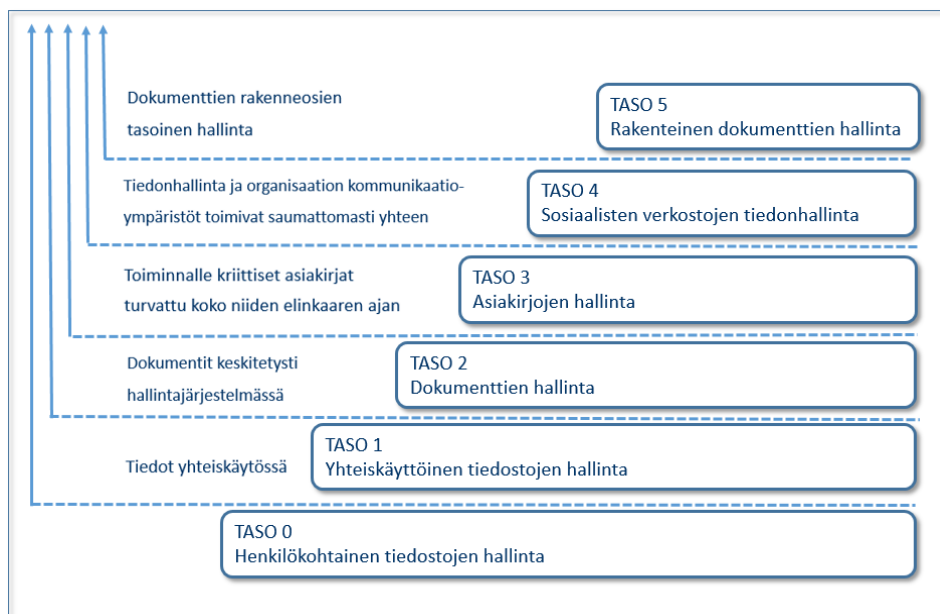 Dokumenttien rakenneosien
tasoinen hallinta
TASO 5
Rakenteinen dokumenttien hallinta
Tiedonhallinta ja organisaation kommunikaatio-
ympäristöt toimivat saumattomasti yhteen
TASO 4
Sosiaalisten verkostojen tiedonhallinta
Toiminnalle kriittiset asiakirjat
turvattu koko niiden elinkaaren ajan
TASO 3
Asiakirjojen hallinta
Dokumentit keskitetysti
hallintajärjestelmässä
TASO 2
Dokumenttien hallinta
Tiedot yhteiskäytössä
TASO 1
Yhteiskäyttöinen tiedostojen hallinta
TASO 0
Henkilökohtainen tiedostojen hallinta